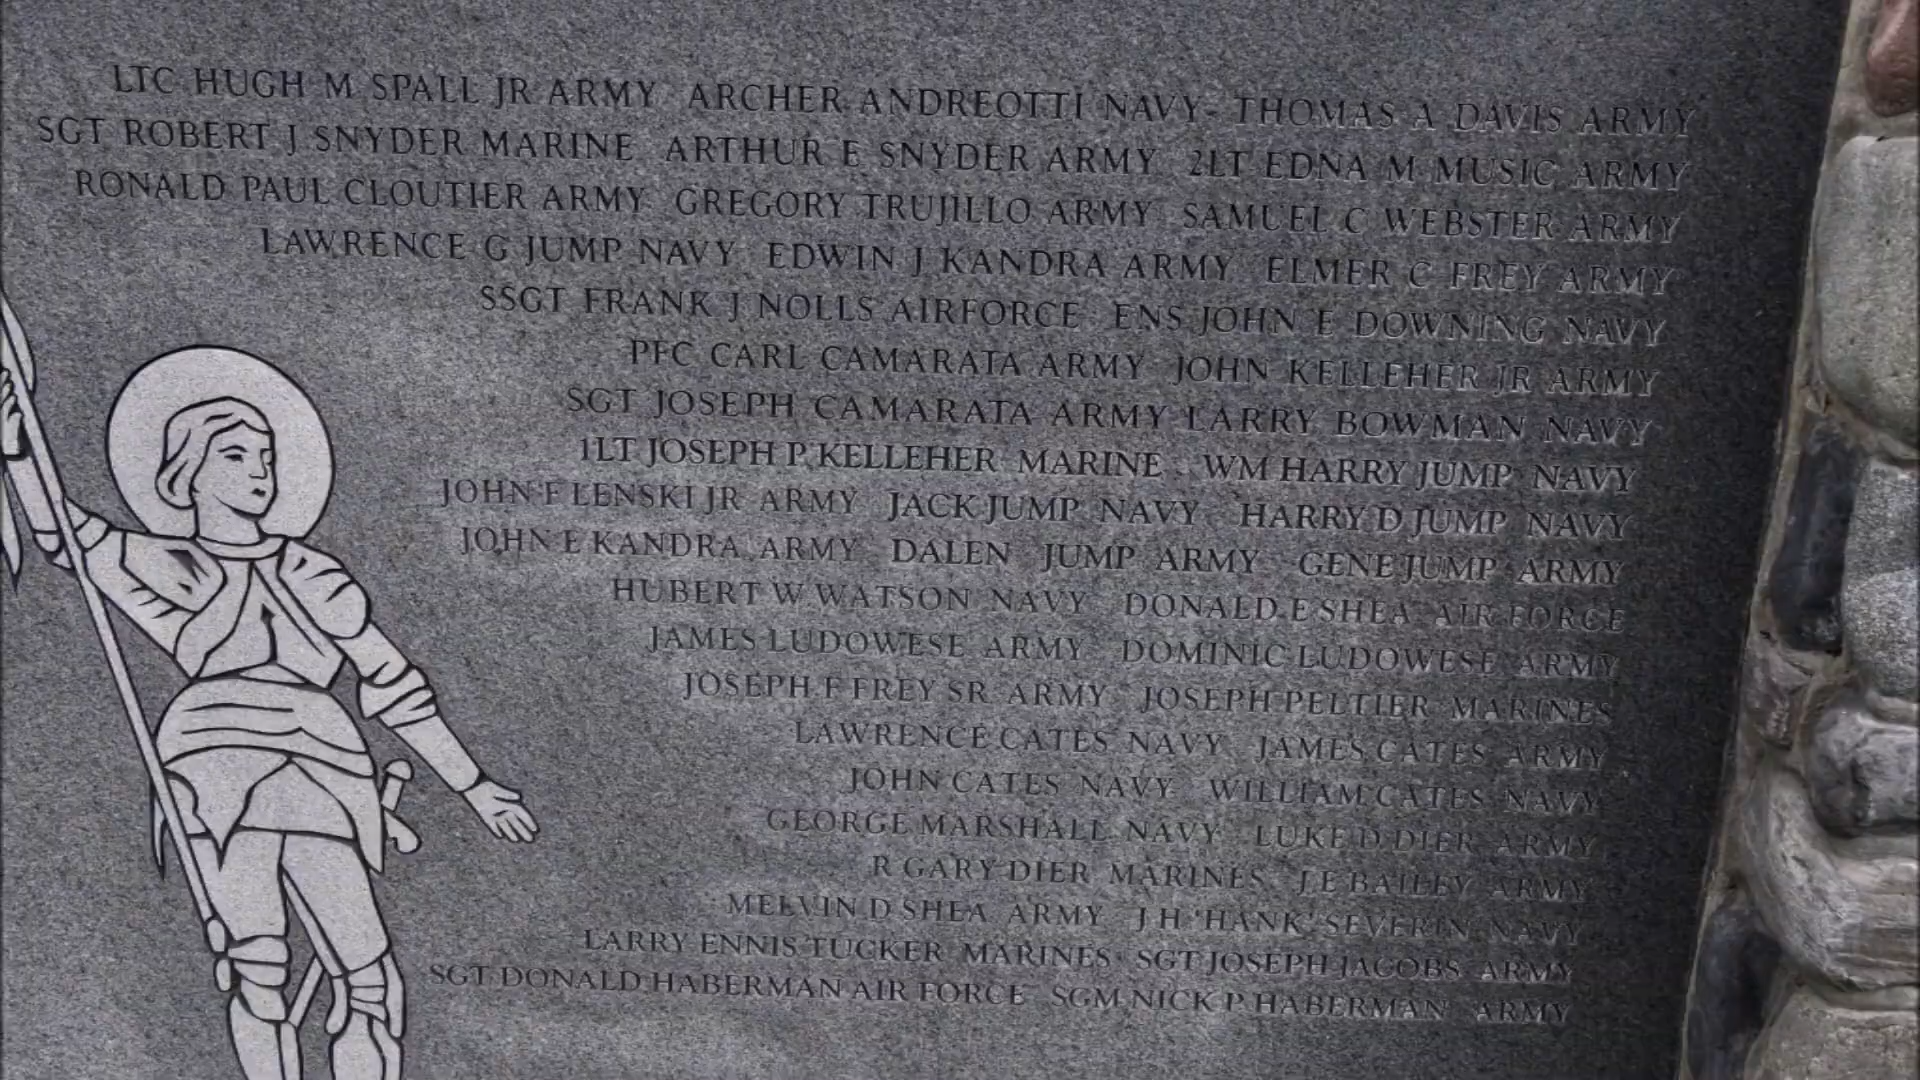 LTC HUGH M SPALL JR ARMY ARCHER ANDREOTTI NAVY- THOMAS A DAVIS ARMY
SGT ROBERT J SNYDER MARINE ARTHUR E SNYDER ARMY 2LT EDNA M MUSIC ARMY
RONALD PAUL CLOUTIER ARMY GREGORY TRUJILLO ARMY SAMUEL C WEBSTER ARMY
LAWRENCE G JUMP NAVY EDWIN J KANDRA ARMY ELMER C FREY ARMY
SSGT FRANK J NOLLS AIRFORCE ENS JOHN E DOWNING NAVY
PFC CARL CAMARATA ARMY JOHN KELLEHER JR ARMY
SGT JOSEPH CAMARATA ARMY LARRY BOWMAN NAVY
1LT JOSEPH P KELLEHER MARINE WM HARRY JUMP NAVY
JOHN F LENSKI JR ARMY JACK JUMP NAVY HARRY D JUMP NAVY
JOHN E KANDRA ARMY DALEN JUMP ARMY GENE JUMP ARMY
HUBERT W WATSON NAVY DONALD E SHEA AIR FORCE
JAMES LUDOWESE ARMY DOMINIC LUDOWESE ARMY
JOSEPH F FREY SR ARMY JOSEPH PELTIER MARINES
LAWRENCE CATES NAVY JAMES CATES ARMY
JOHN CATES NAVY WILLIAM CATES NAVY
GEORGE MARSHALL NAVY LUKE D DIER ARMY
R GARY DIER MARINES J E BAILEY ARMY
MELVIN D SHEA ARMY J H 'HANK' SEVERIN NAVY
LARRY ENNIS TUCKER MARINES SGT JOSEPH JACOBS ARMY
SGT DONALD HABERMAN AIR FORCE SGM NICK P HABERMAN ARMY